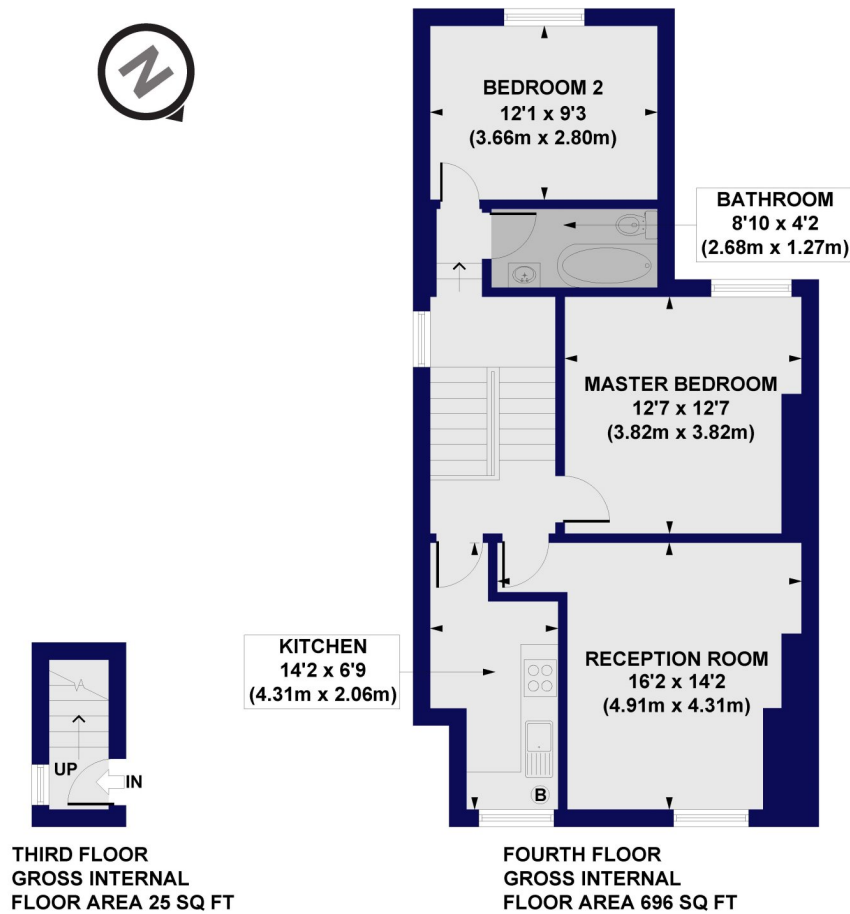 N
BEDROOM 2
12'1 x 9'3
(3.66m x 2.80m)
BATHROOM
8'10 x 4'2
(2.68m x 1.27m)
MASTER BEDROOM
12'7 x 12'7
(3.82m x 3.82m)
KITCHEN
14'2 x 6'9
(4.31m x 2.06m)
RECEPTION ROOM
16'2 x 14'2
(4.91m x 4.31m)
B
UP
IN
THIRD FLOOR
GROSS INTERNAL
FLOOR AREA 25 SQ FT
FOURTH FLOOR
GROSS INTERNAL
FLOOR AREA 696 SQ FT